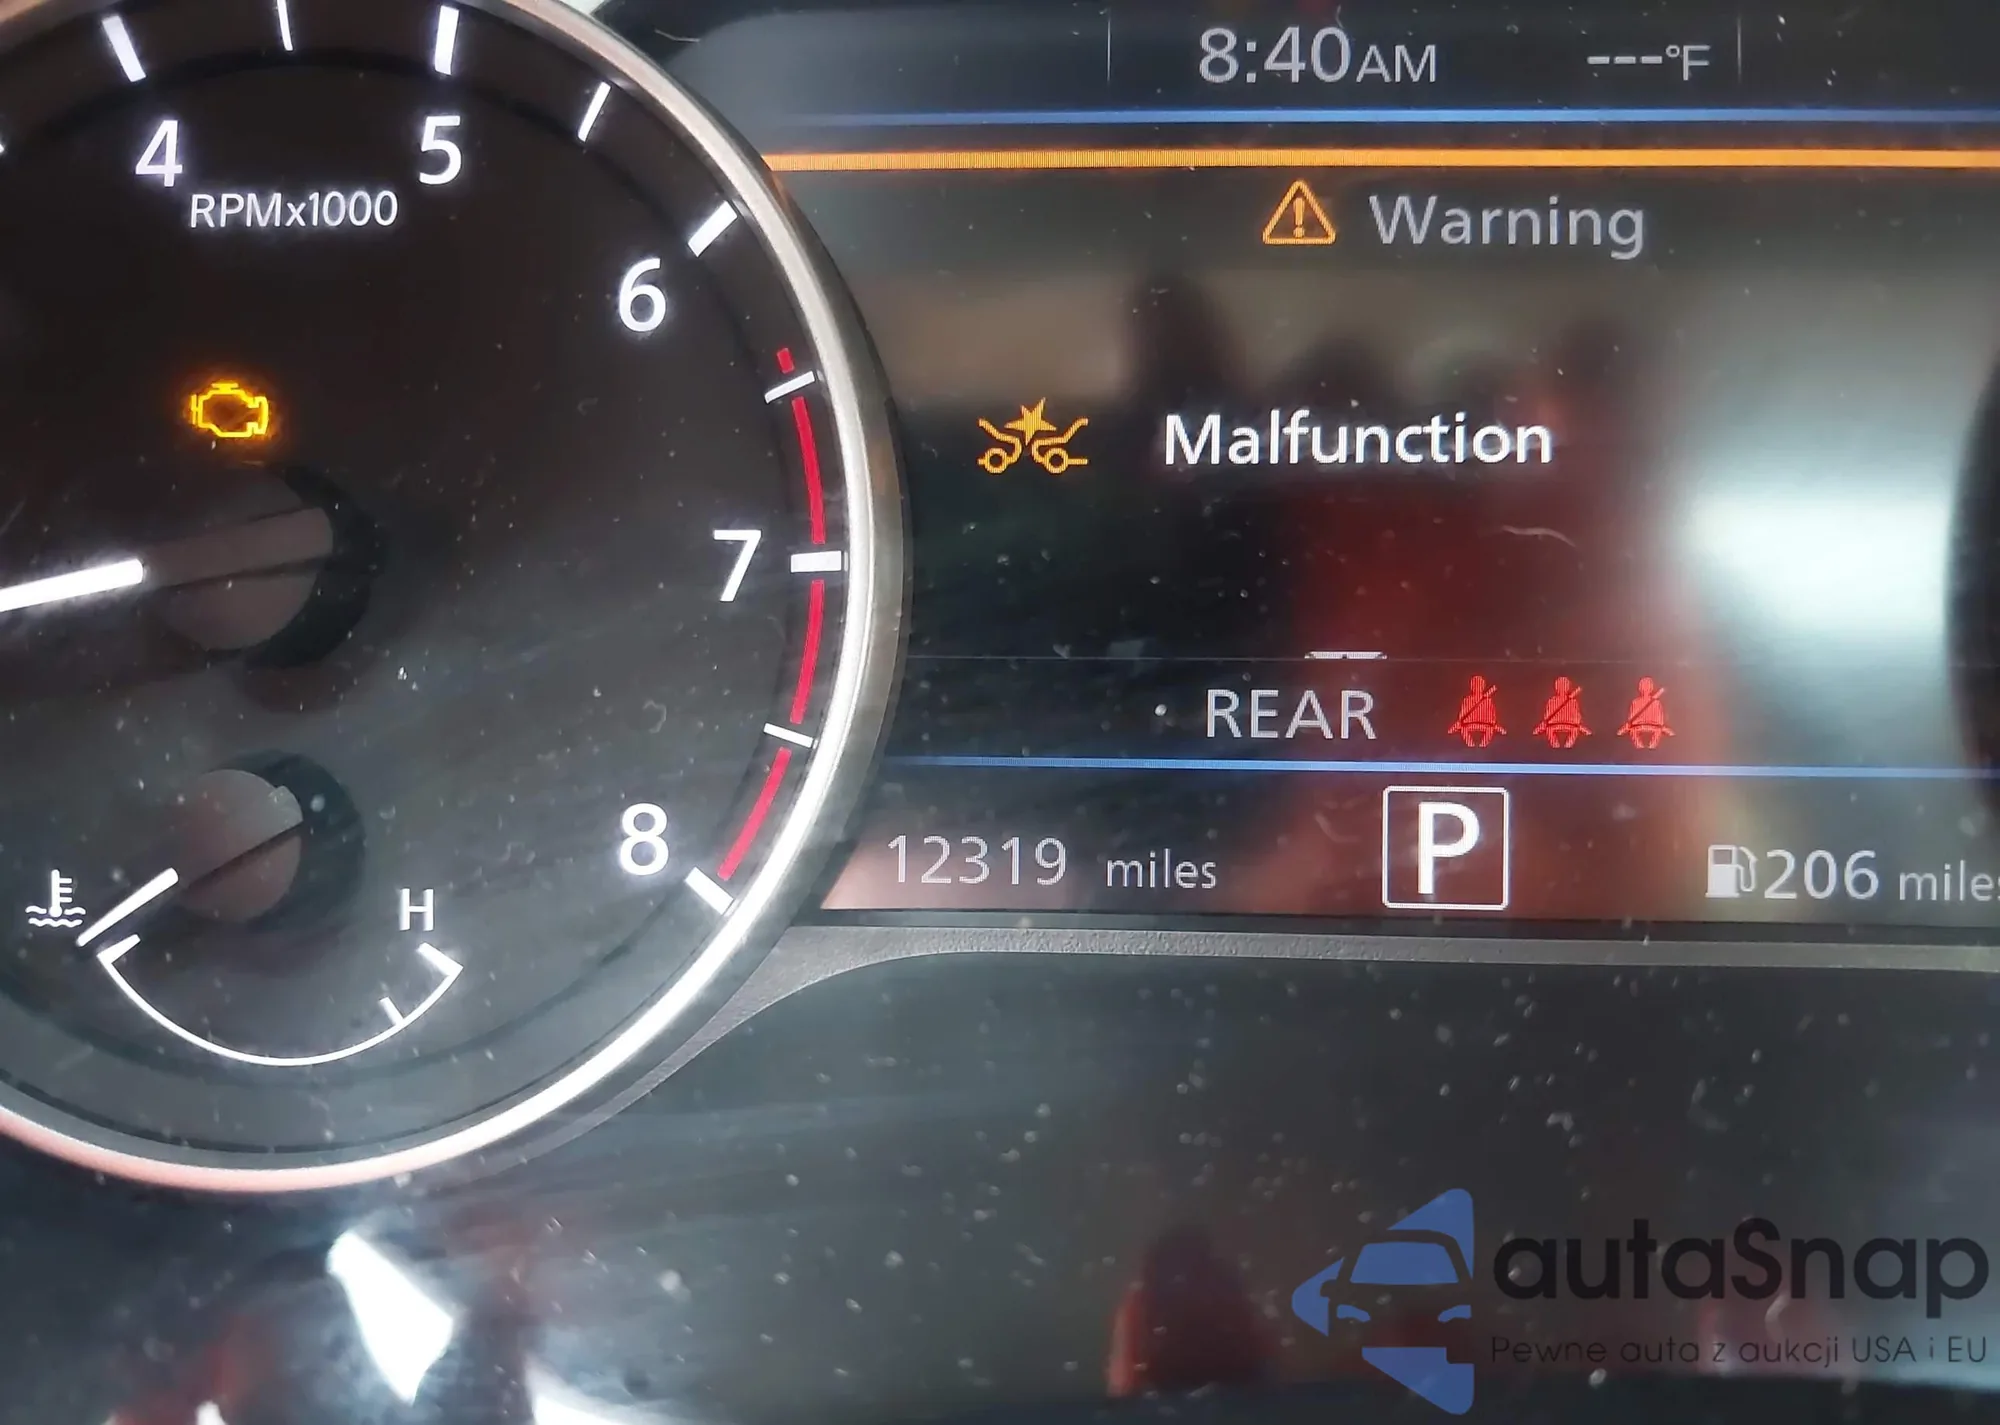 8:40AM ---°F
4 5
RPMx1000
6
7
8
H
Warning
Malfunction
REAR
12319 miles P 206 miles
autaSnap
Pewne auta z aukcji USA i EU